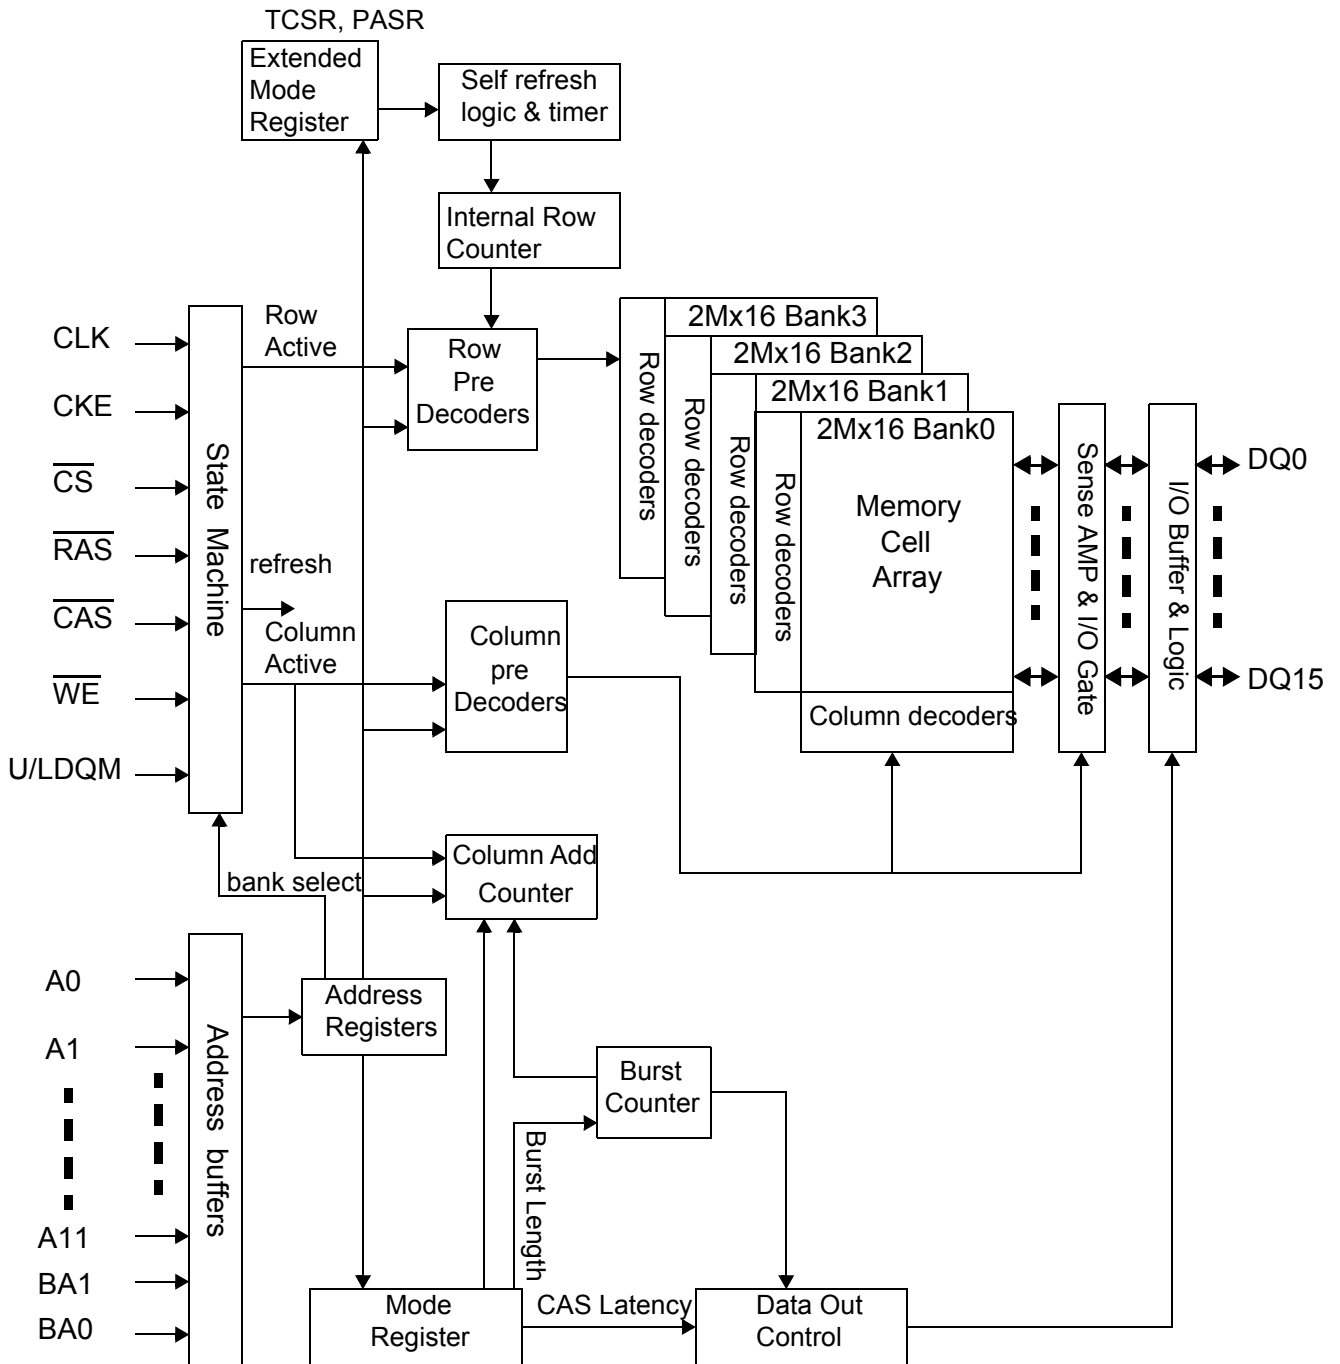 TCSR, PASR
Extended
Mode
Register
Self refresh
logic & timer
Internal Row
Counter
CLK
CKE
CS
RAS
CAS
WE
U/LDQM
State Machine
Row
Active
refresh
Column
Active
Row
Pre
Decoders
Column
pre
Decoders
2Mx16 Bank3
2Mx16 Bank2
2Mx16 Bank1
2Mx16 Bank0
Row decoders
Row decoders
Row decoders
Row decoders
Memory
Cell
Array
Column decoders
Sense AMP & I/O Gate
I/O Buffer & Logic
DQ0
DQ15
bank select
Column Add
Counter
A0
A1
A11
BA1
BA0
Address buffers
Address
Registers
Burst
Counter
Burst Length
Mode
Register
CAS Latency
Data Out
Control